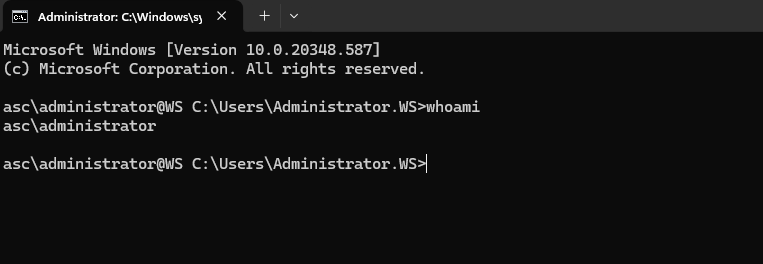 Administrator: C:\Windows\sy
Microsoft Windows [Version 10.0.20348.587]
(c) Microsoft Corporation. All rights reserved.
asc\administrator@WS C:\Users\Administrator.WS>whoami
asc\administrator
asc\administrator@WS C:\Users\Administrator.WS>